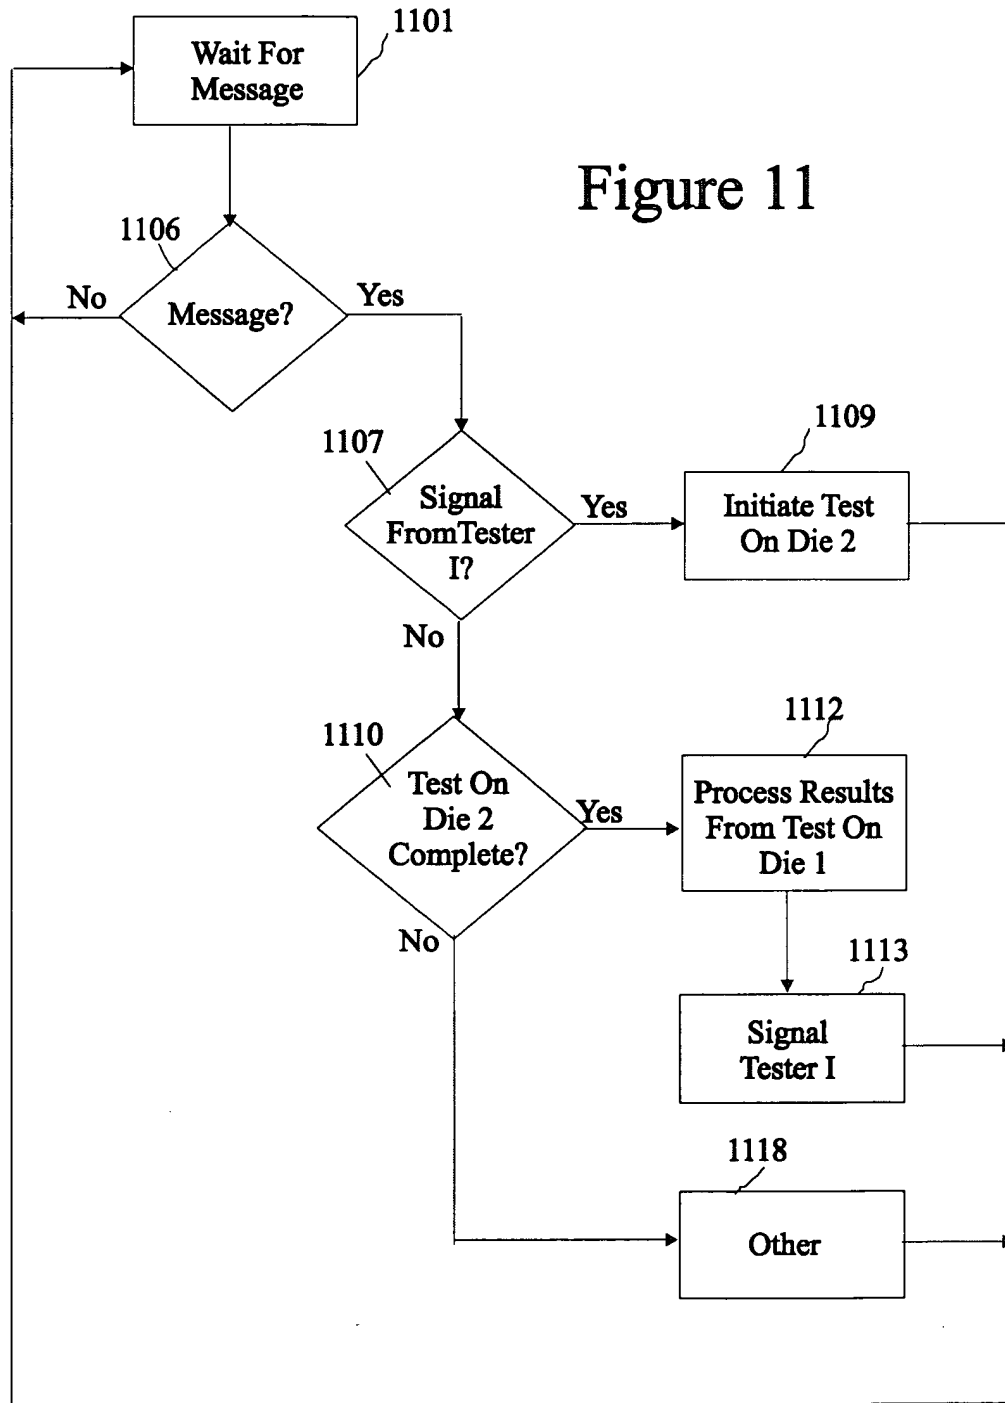 1101
Wait For
Message
Figure 11
1106
No
Yes
Message?
1107
1109
Signal
FromTester
I?
Yes
Initiate Test
On Die 2
No
1110
1112
Test On
Die 2
Complete?
Yes
Process Results
From Test On
Die 1
No
1113
Signal
Tester I
1118
Other